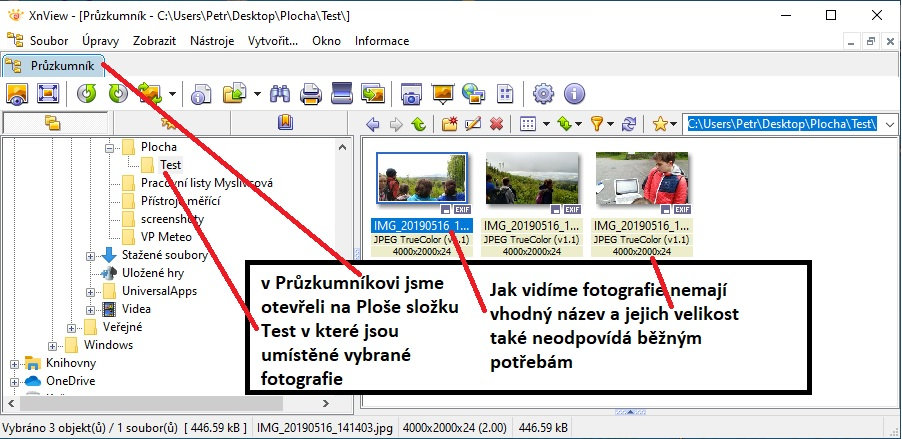 XnView - [Průzkumník - C:\Users\Petr\Desktop\Plocha\Test\]
Soubor Úpravy Zobrazit Nástroje Vytvořit... Okno Informace
Průzkumník
C:\Users\Petr\Desktop\Plocha\Test\
Plocha
Test
Pracovní listy Myslivcová
Přístroje měřící
screenshoty
VP Meteo
Stažené soubory
Uložené hry
UniversalApps
Videa
Veřejné
Windows
Knihovny
OneDrive
EXIF EXIF EXIF
IMG_20190516_1... IMG_20190516_1... IMG_20190516_1...
JPEG TrueColor (v1.1) JPEG TrueColor (v1.1) JPEG TrueColor (v1.1)
4000x2000x24 4000x2000x24 4000x2000x24
v Průzkumníkovi jsme
otevřeli na Ploše složku
Test v které jsou
umístěné vybrané
fotografie
Jak vidíme fotografie nemají
vhodný název a jejich velikost
také neodpovídá běžným
potřebám
Vybráno 3 objekt(ů) / 1 soubor(ů) [ 446.59 kB ] IMG_20190516_141403.jpg 4000x2000x24 (2.00) 446.59 kB